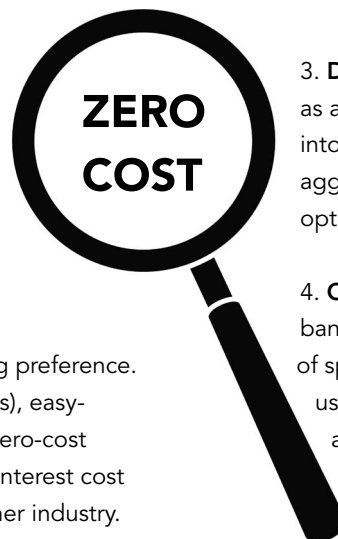 ZERO
COST
3. D
as a
into
agg
opt
4. C
ban
of sp
us
a
g preference.
s), easy-
ero-cost
nterest cost
her industry.